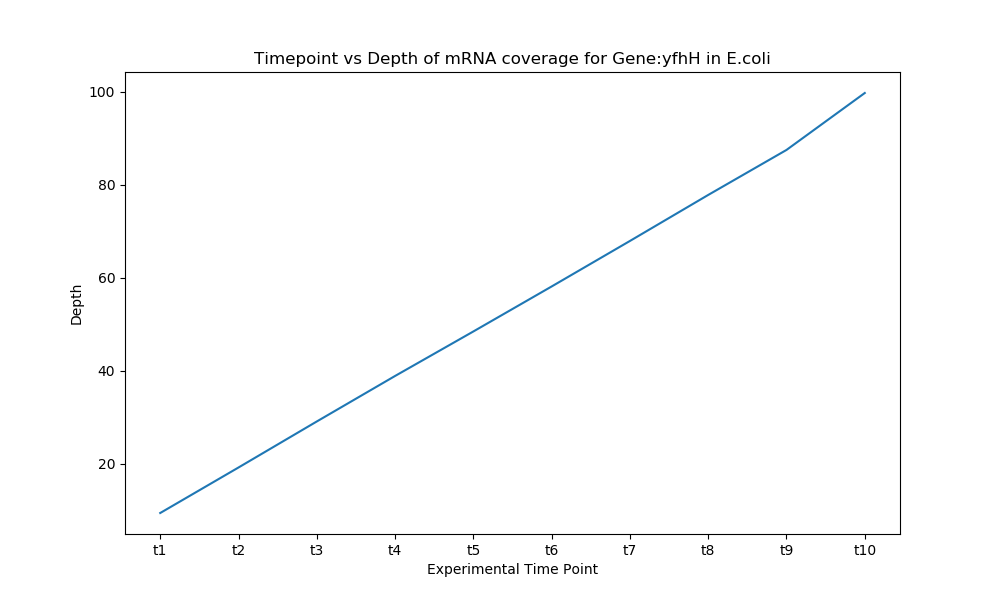 Timepoint vs Depth of mRNA coverage for Gene:yfhH in E.coli
100
80
60
40
20
Depth
t1 t2 t3 t4 t5 t6 t7 t8 t9 t10
Experimental Time Point